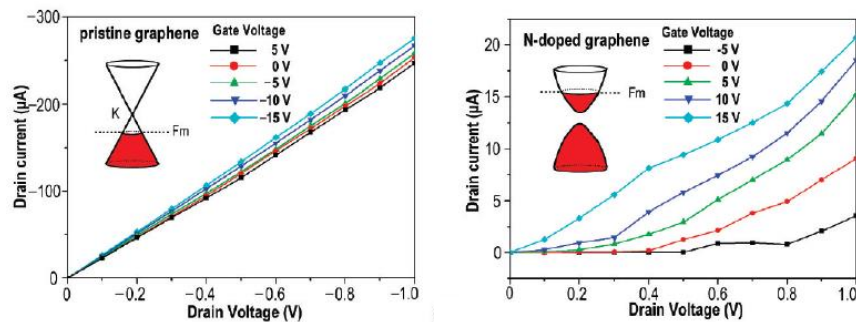 pristine graphene
Gate Voltage
5 V
0 V
−5 V
−10 V
−15 V
K
Fm
Drain current (μA)
−300
−200
−100
0
0
−0.2
−0.4
−0.6
−0.8
−1.0
Drain Voltage (V)
N-doped graphene
Gate Voltage
-5 V
0 V
5 V
10 V
15 V
Fm
Drain current (μA)
25
20
15
10
5
0
0
0.2
0.4
0.6
0.8
1.0
Drain Voltage (V)